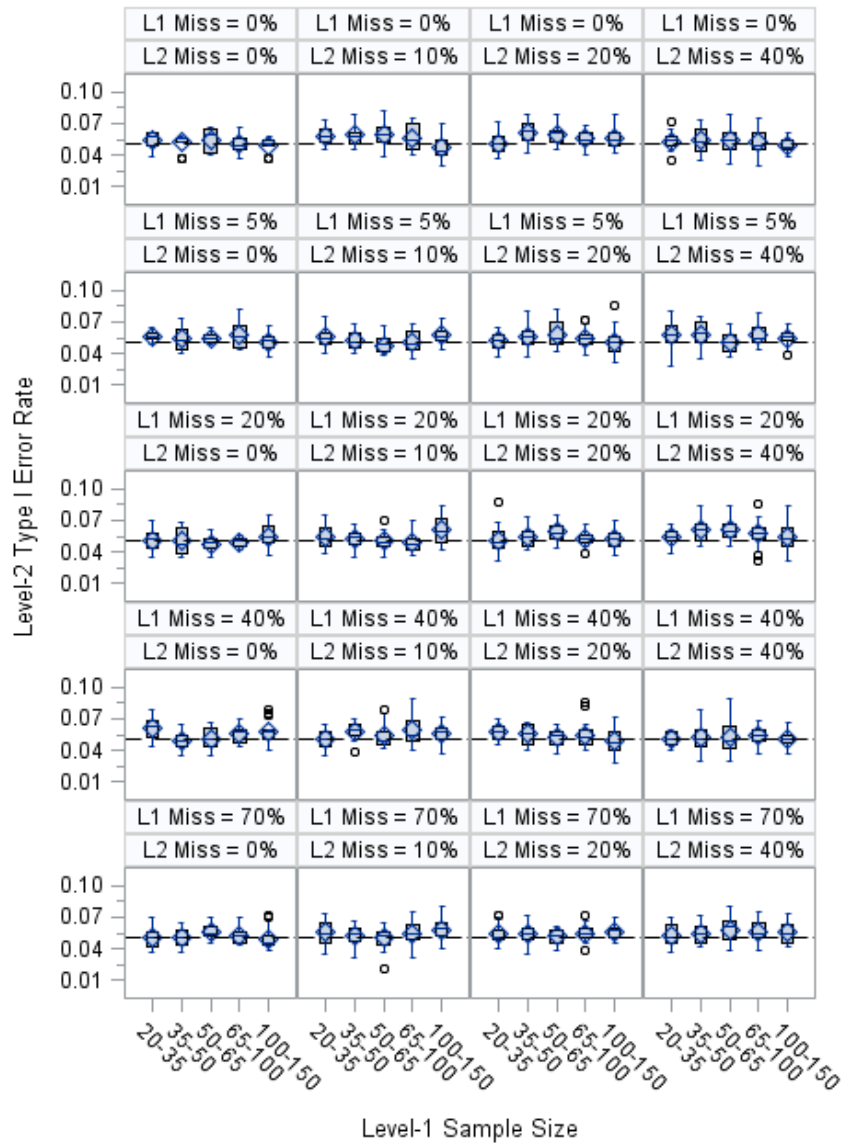 L1 Miss = 0% L1 Miss = 0% L1 Miss = 0% L1 Miss = 0%
L2 Miss = 0% L2 Miss = 10% L2 Miss = 20% L2 Miss = 40%
0.10
0.07
0.04
0.01
L1 Miss = 5% L1 Miss = 5% L1 Miss = 5% L1 Miss = 5%
L2 Miss = 0% L2 Miss = 10% L2 Miss = 20% L2 Miss = 40%
0.10
0.07
0.04
0.01
L1 Miss = 20% L1 Miss = 20% L1 Miss = 20% L1 Miss = 20%
L2 Miss = 0% L2 Miss = 10% L2 Miss = 20% L2 Miss = 40%
0.10
0.07
0.04
0.01
L1 Miss = 40% L1 Miss = 40% L1 Miss = 40% L1 Miss = 40%
L2 Miss = 0% L2 Miss = 10% L2 Miss = 20% L2 Miss = 40%
0.10
0.07
0.04
0.01
L1 Miss = 70% L1 Miss = 70% L1 Miss = 70% L1 Miss = 70%
L2 Miss = 0% L2 Miss = 10% L2 Miss = 20% L2 Miss = 40%
0.10
0.07
0.04
0.01
Level-2 Type I Error Rate
20-35 35-50 50-65 65-100 100-150 20-35 35-50 50-65 65-100 100-150 20-35 35-50 50-65 65-100 100-150 20-35 35-50 50-65 65-100 100-150
Level-1 Sample Size